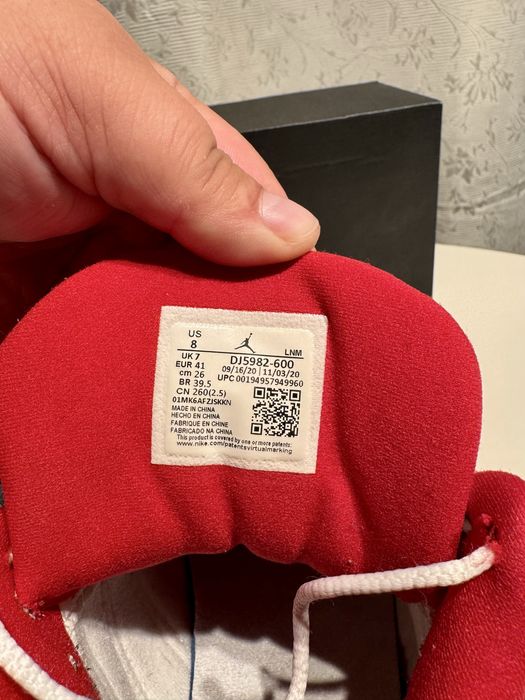 US
8
LNM
UK 7
DJ5982-600
EUR 41
09/16/20 | 11/03/20
cm 26
UPC 00194957949960
BR 39.5
CN 260(2.5)
01MK6AFZJSKKN
MADE IN CHINA
HECHO EN CHINA
FABRIQUE EN CHINE
FABRICADO NA CHINA
This product is covered by one or more patents:
www.nike.com/patentsvirtualmarking